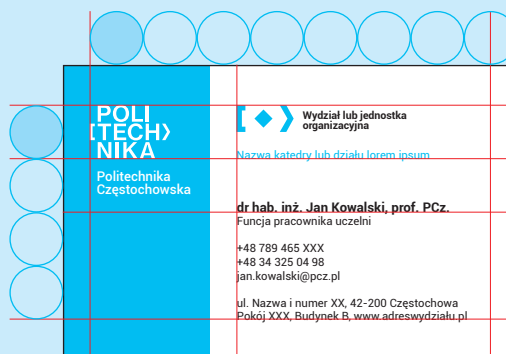 POLI
[TECH⟩
NIKA
Politechnika
Częstochowska
Wydział lub jednostka
organizacyjna
Nazwa katedry lub działu lorem ipsum
dr hab. inż. Jan Kowalski, prof. PCz.
Funcja pracownika uczelni
+48 789 465 XXX
+48 34 325 04 98
jan.kowalski@pcz.pl
ul. Nazwa i numer XX, 42-200 Częstochowa
Pokój XXX, Budynek B, www.adreswydziału.pl